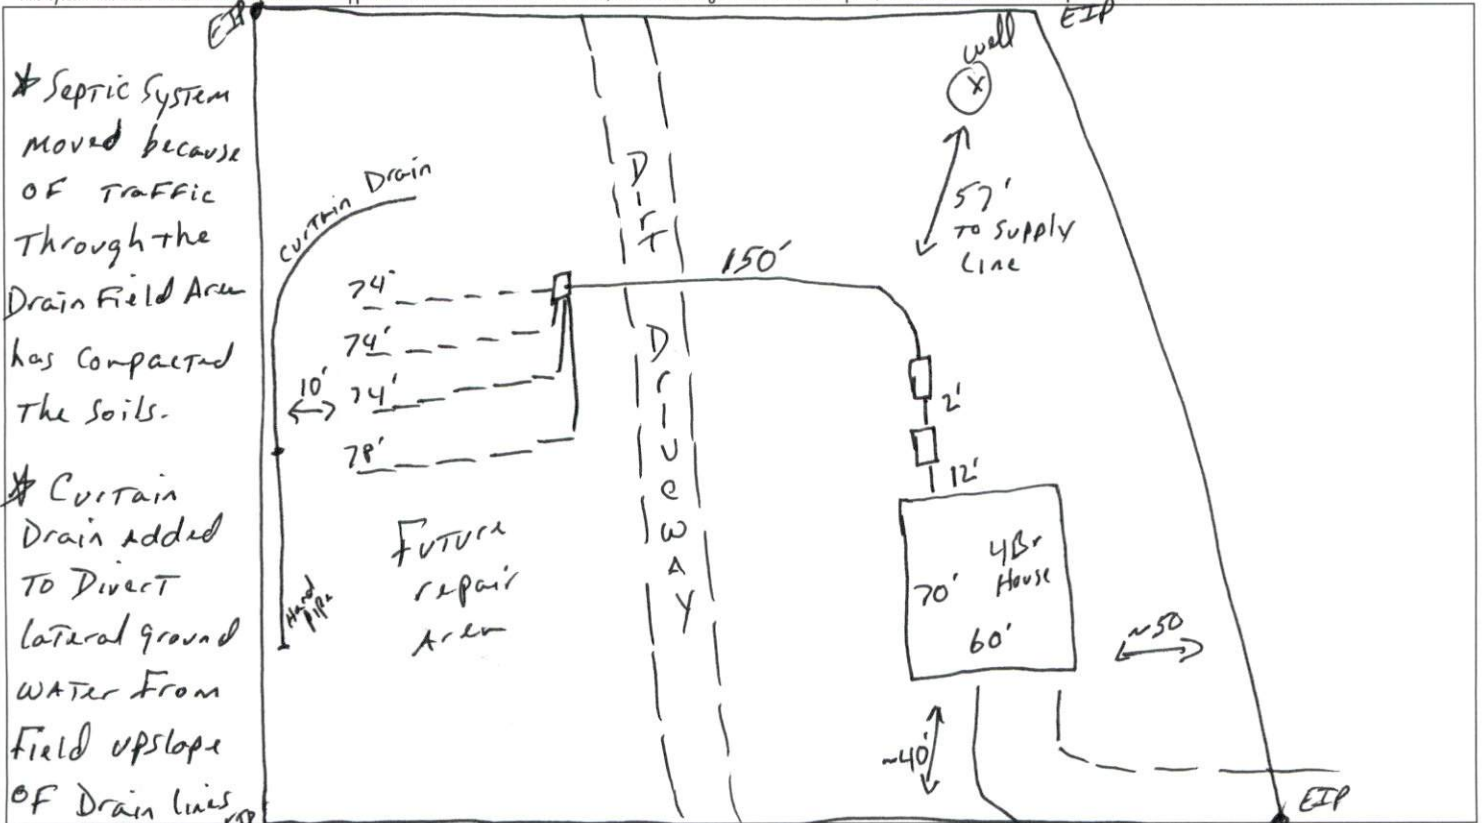 EIP
EIP
* Septic System
moved because
of Traffic
Through the
Drain Field Area
has Compacted
The Soils.
* Curtain
Drain Added
To Divert
lateral ground
water From
Field upslope
of Drain lines
well
X
Curtain Drain
57'
To Supply
Line
Dirt Driveway
150'
74'
74'
74'
78'
10'
2'
12'
Hard
Pipe
Future
repair
Area
4Br
House
70'
60'
~50
~40'
EIP
EIP